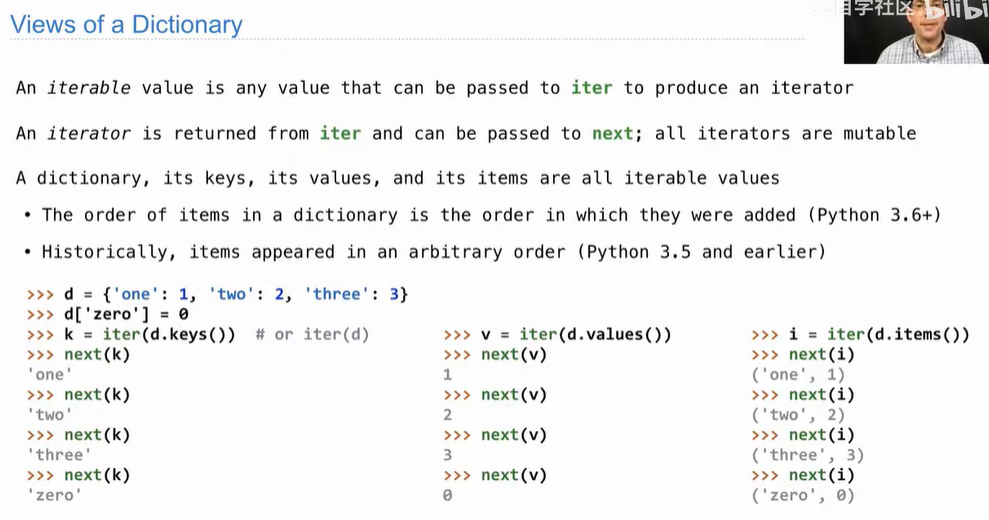 Views of a Dictionary
自学社区 bilibi
An iterable value is any value that can be passed to iter to produce an iterator
An iterator is returned from iter and can be passed to next; all iterators are mutable
A dictionary, its keys, its values, and its items are all iterable values
• The order of items in a dictionary is the order in which they were added (Python 3.6+)
• Historically, items appeared in an arbitrary order (Python 3.5 and earlier)
>>> d = {'one': 1, 'two': 2, 'three': 3}
>>> d['zero'] = 0
>>> k = iter(d.keys())  # or iter(d)
>>> next(k)
'one'
>>> next(k)
'two'
>>> next(k)
'three'
>>> next(k)
'zero'
>>> v = iter(d.values())
>>> next(v)
1
>>> next(v)
2
>>> next(v)
3
>>> next(v)
0
>>> i = iter(d.items())
>>> next(i)
('one', 1)
>>> next(i)
('two', 2)
>>> next(i)
('three', 3)
>>> next(i)
('zero', 0)